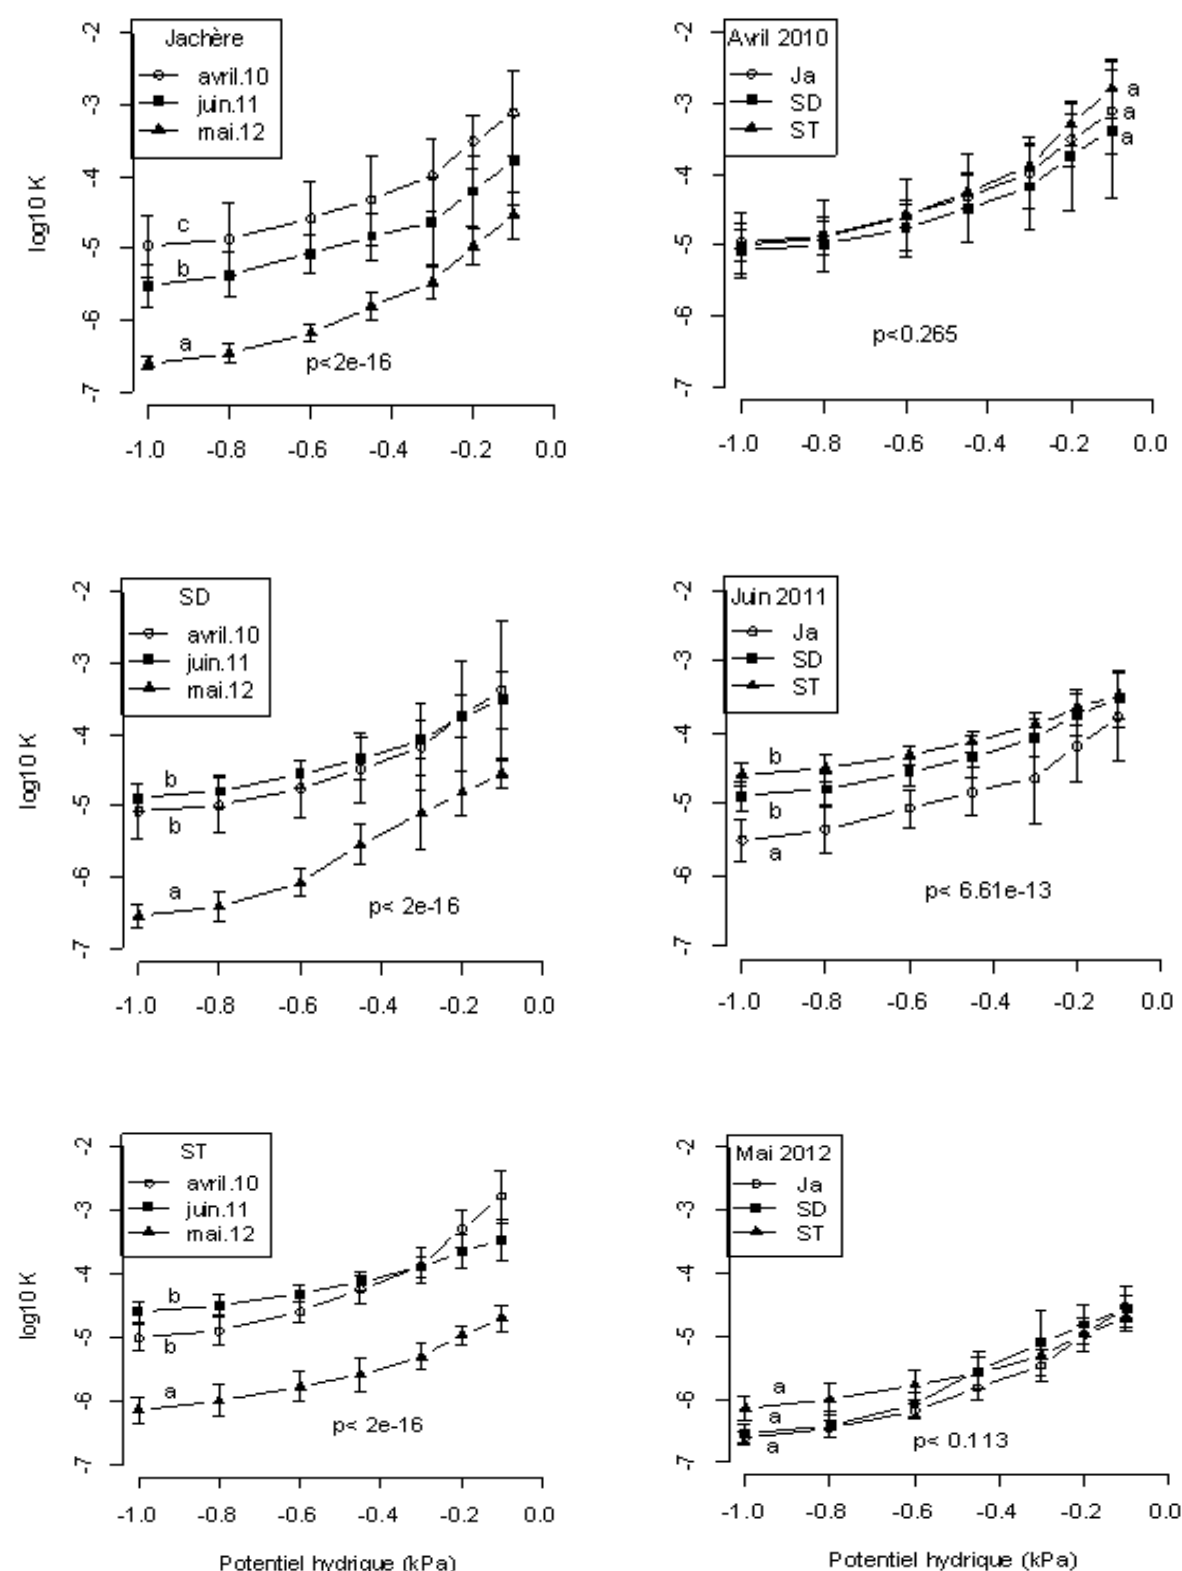 Jachère
avril.10
juin.11
mai.12
log10 K
-2
-3
-4
-5
-6
-7
c
b
a
p<2e-16
-1.0 -0.8 -0.6 -0.4 -0.2 0.0
Avril 2010
Ja
SD
ST
-2
-3
-4
-5
-6
-7
a
a
a
p<0.265
-1.0 -0.8 -0.6 -0.4 -0.2 0.0
SD
avril.10
juin.11
mai.12
log10 K
-2
-3
-4
-5
-6
-7
b
b
a
p< 2e-16
-1.0 -0.8 -0.6 -0.4 -0.2 0.0
Juin 2011
Ja
SD
ST
-2
-3
-4
-5
-6
-7
b
b
a
p< 6.61e-13
-1.0 -0.8 -0.6 -0.4 -0.2 0.0
ST
avril.10
juin.11
mai.12
log10 K
-2
-3
-4
-5
-6
-7
b
b
a
p< 2e-16
-1.0 -0.8 -0.6 -0.4 -0.2 0.0
Potentiel hydrique (kPa)
Mai 2012
Ja
SD
ST
-2
-3
-4
-5
-6
-7
a
a
a
p< 0.113
-1.0 -0.8 -0.6 -0.4 -0.2 0.0
Potentiel hydrique (kPa)